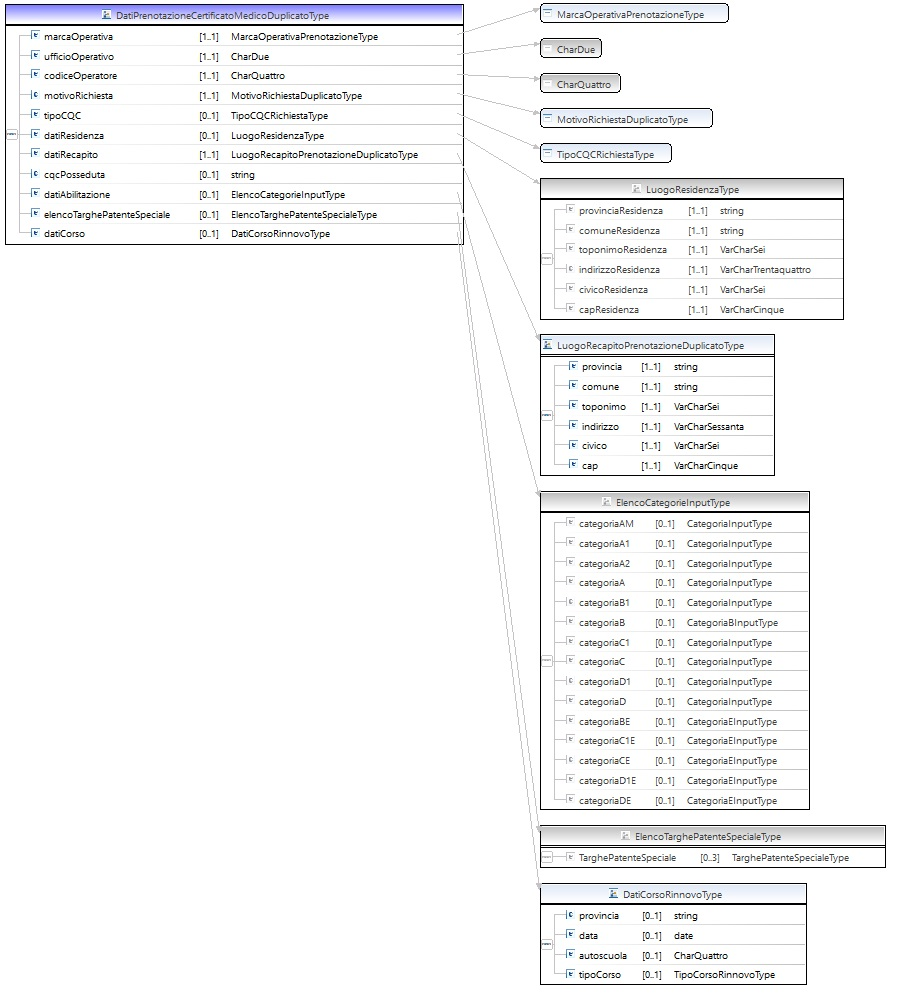 DatiPrenotazioneCertificatoMedicoDuplicatoType
marcaOperativa [1..1] MarcaOperativaPrenotazioneType
ufficioOperativo [1..1] CharDue
codiceOperatore [1..1] CharQuattro
motivoRichiesta [1..1] MotivoRichiestaDuplicatoType
tipoCQC [0..1] TipoCQCRichiestaType
datiResidenza [0..1] LuogoResidenzaType
datiRecapito [1..1] LuogoRecapitoPrenotazioneDuplicatoType
cqcPosseduta [0..1] string
datiAbilitazione [0..1] ElencoCategorieInputType
elencoTarghePatenteSpeciale [0..1] ElencoTarghePatenteSpecialeType
datiCorso [0..1] DatiCorsoRinnovoType
MarcaOperativaPrenotazioneType
CharDue
CharQuattro
MotivoRichiestaDuplicatoType
TipoCQCRichiestaType
LuogoResidenzaType
provinciaResidenza [1..1] string
comuneResidenza [1..1] string
toponimoResidenza [1..1] VarCharSei
indirizzoResidenza [1..1] VarCharTrentaquattro
civicoResidenza [1..1] VarCharSei
capResidenza [1..1] VarCharCinque
LuogoRecapitoPrenotazioneDuplicatoType
provincia [1..1] string
comune [1..1] string
toponimo [1..1] VarCharSei
indirizzo [1..1] VarCharSessanta
civico [1..1] VarCharSei
cap [1..1] VarCharCinque
ElencoCategorieInputType
categoriaAM [0..1] CategoriaInputType
categoriaA1 [0..1] CategoriaInputType
categoriaA2 [0..1] CategoriaInputType
categoriaA [0..1] CategoriaInputType
categoriaB1 [0..1] CategoriaInputType
categoriaB [0..1] CategoriaBInputType
categoriaC1 [0..1] CategoriaInputType
categoriaC [0..1] CategoriaInputType
categoriaD1 [0..1] CategoriaInputType
categoriaD [0..1] CategoriaInputType
categoriaBE [0..1] CategoriaEInputType
categoriaC1E [0..1] CategoriaEInputType
categoriaCE [0..1] CategoriaEInputType
categoriaD1E [0..1] CategoriaEInputType
categoriaDE [0..1] CategoriaEInputType
ElencoTarghePatenteSpecialeType
TarghePatenteSpeciale [0..3] TarghePatenteSpecialeType
DatiCorsoRinnovoType
provincia [0..1] string
data [0..1] date
autoscuola [0..1] CharQuattro
tipoCorso [0..1] TipoCorsoRinnovoType